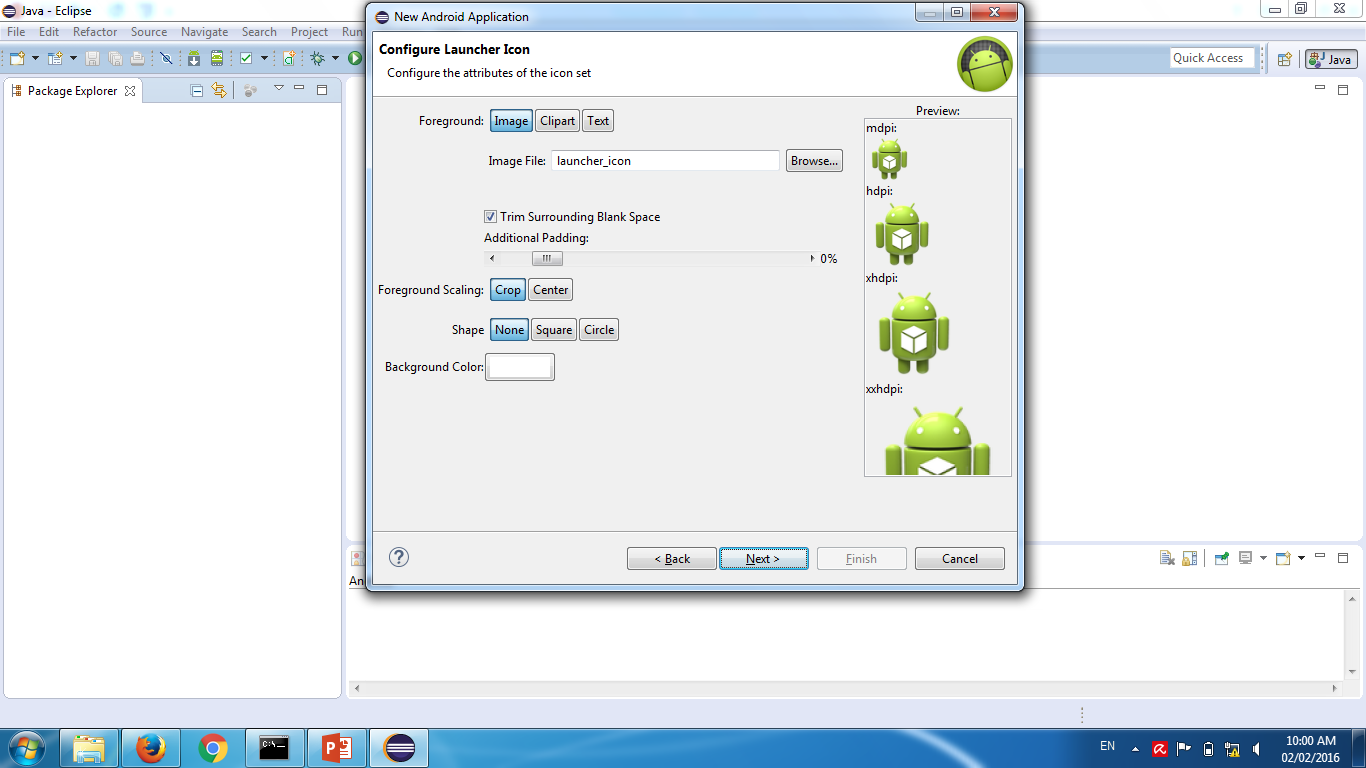 Java - Eclipse
File Edit Refactor Source Navigate Search Project Run
Quick Access
Java
Package Explorer
New Android Application
Configure Launcher Icon
Configure the attributes of the icon set
Foreground: Image Clipart Text
Image File: launcher_icon Browse...
Trim Surrounding Blank Space
Additional Padding:
0%
Foreground Scaling: Crop Center
Shape None Square Circle
Background Color:
Preview:
mdpi:
hdpi:
xhdpi:
xxhdpi:
< Back Next > Finish Cancel
An
C:\
P
EN
10:00 AM
02/02/2016